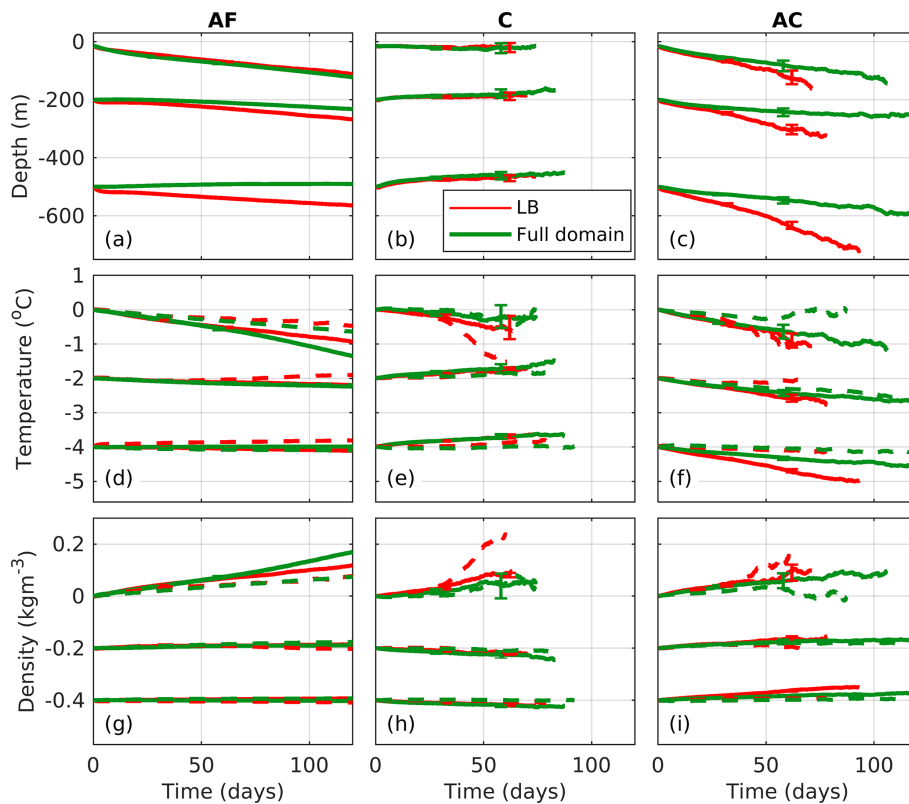 AF C AC
0
-200
-400
-600
Depth (m)
(a) (b) (c)
LB
Full domain
1
0
-1
-2
-3
-4
-5
Temperature (°C)
(d) (e) (f)
0.2
0
-0.2
-0.4
Density (kgm-3)
(g) (h) (i)
0 50 100 0 50 100 0 50 100
Time (days) Time (days) Time (days)